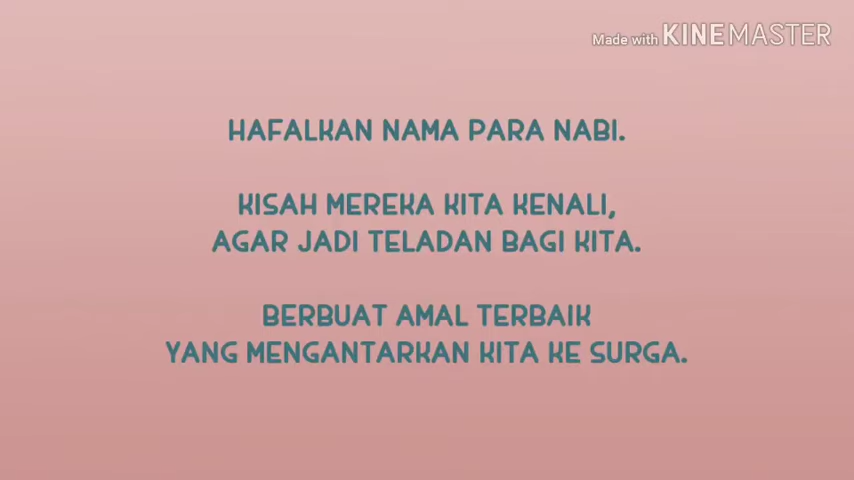 Made with KINEMASTER
HAFALKAN NAMA PARA NABI.
KISAH MEREKA KITA KENALI,
AGAR JADI TELADAN BAGI KITA.
BERBUAT AMAL TERBAIK
YANG MENGANTARKAN KITA KE SURGA.